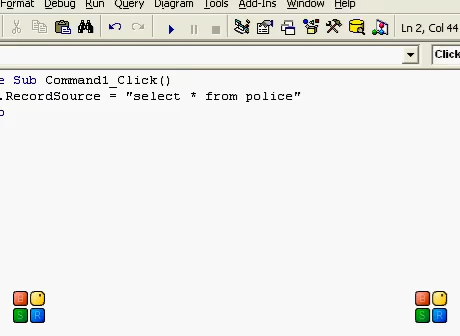 Format Debug Run Query Diagram Tools Add-Ins Window Help
Ln 2, Col 44
Click
e Sub Command1_Click()
.RecordSource = "select * from police"
b
B
S R
B
S R